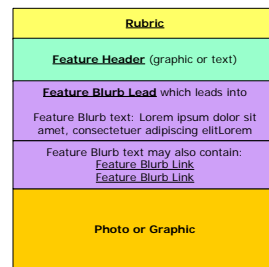 Rubric
Feature Header (graphic or text)
Feature Blurb Lead which leads into
Feature Blurb text: Lorem ipsum dolor sit
amet, consectetuer adipiscing elitLorem
Feature Blurb text may also contain:
Feature Blurb Link
Feature Blurb Link
Photo or Graphic